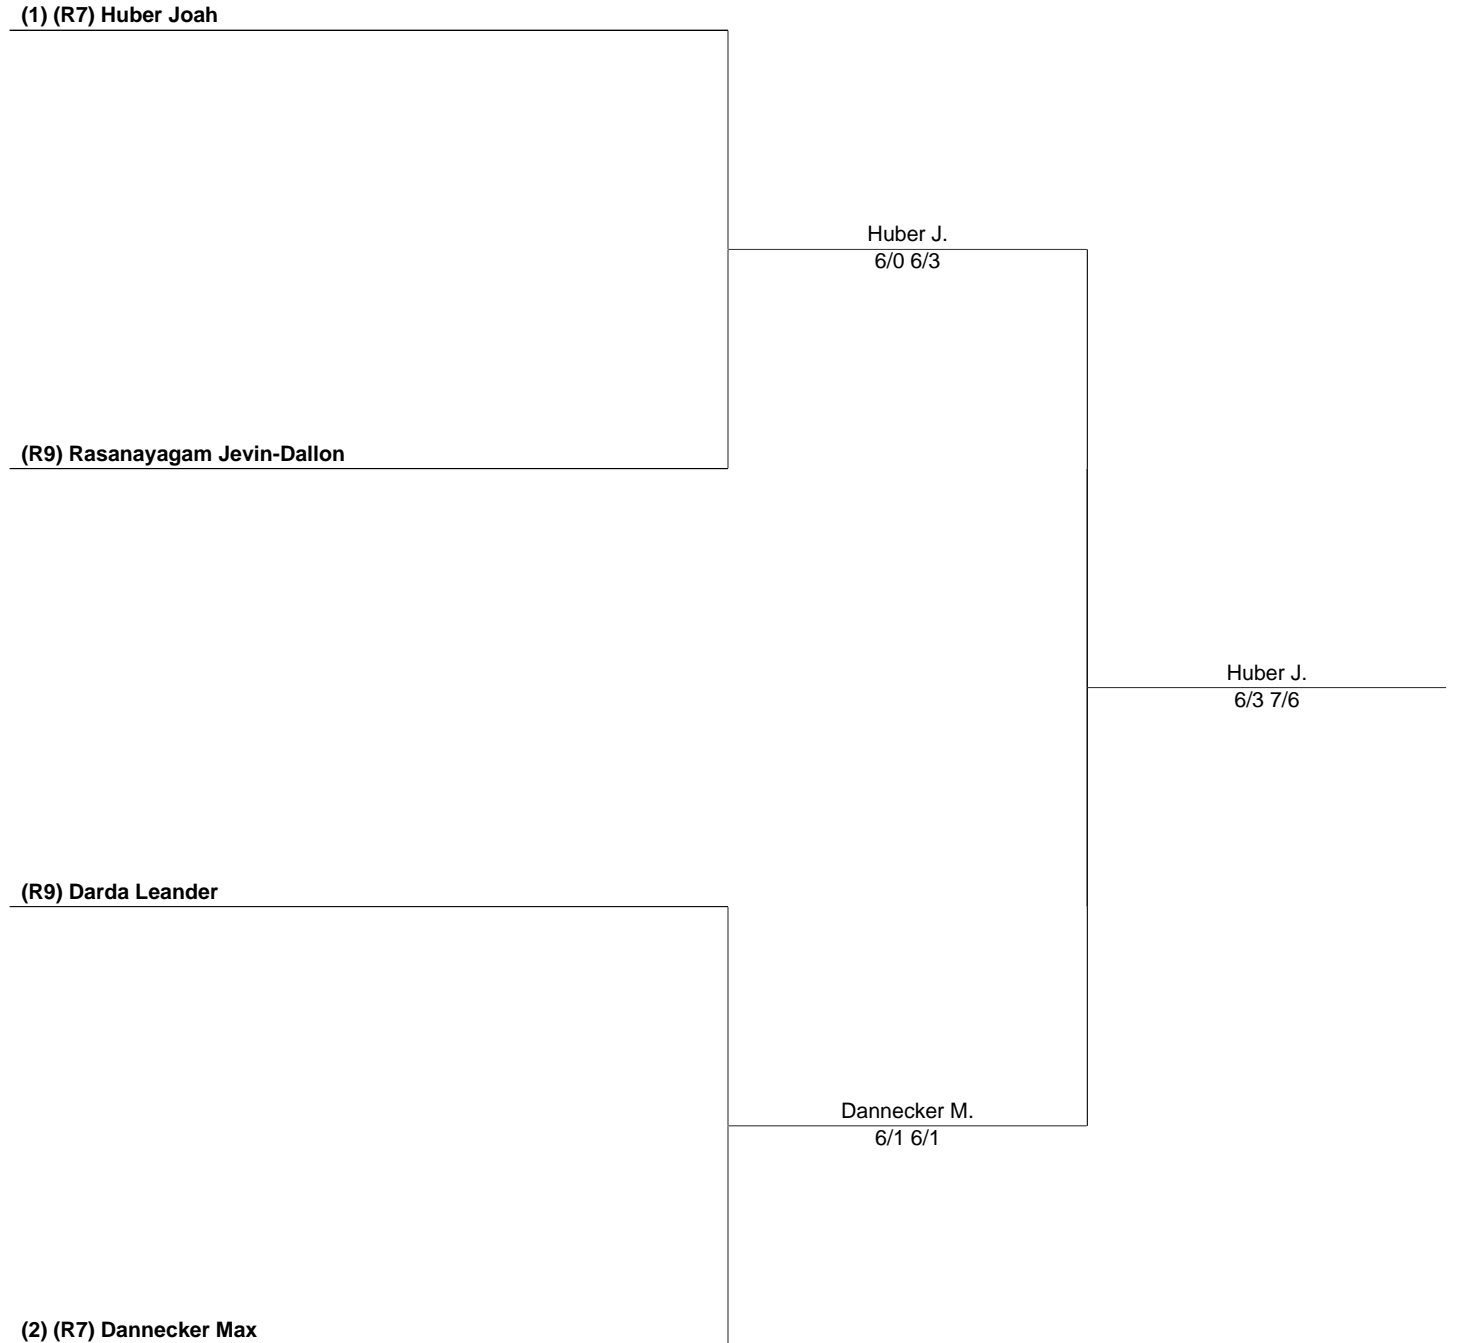 (1) (R7) Huber Joah
Huber J.
6/0 6/3
(R9) Rasanayagam Jevin-Dallon
Huber J.
6/3 7/6
(R9) Darda Leander
Dannecker M.
6/1 6/1
(2) (R7) Dannecker Max